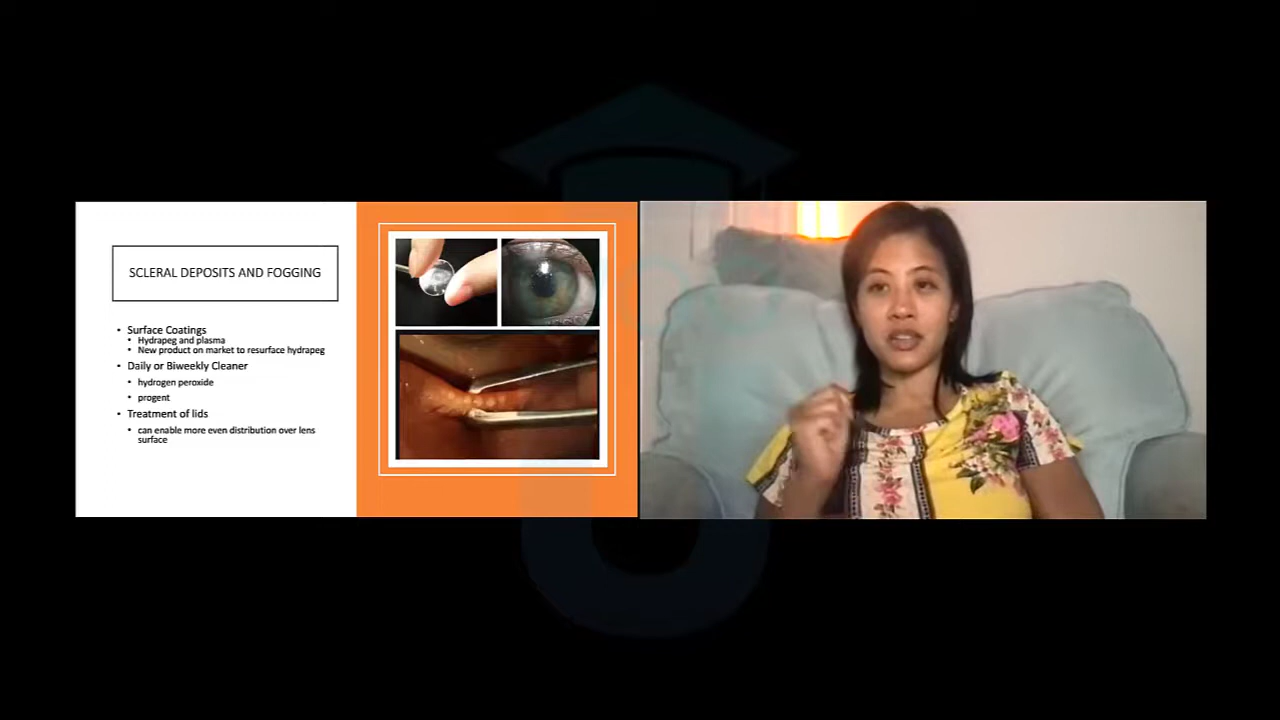 SCLERAL DEPOSITS AND FOGGING
• Surface Coatings
• Hydrapeg and plasma
• New product on market to resurface hydrapeg
• Daily or Biweekly Cleaner
• hydrogen peroxide
• progent
• Treatment of lids
• can enable more even distribution over lens
surface